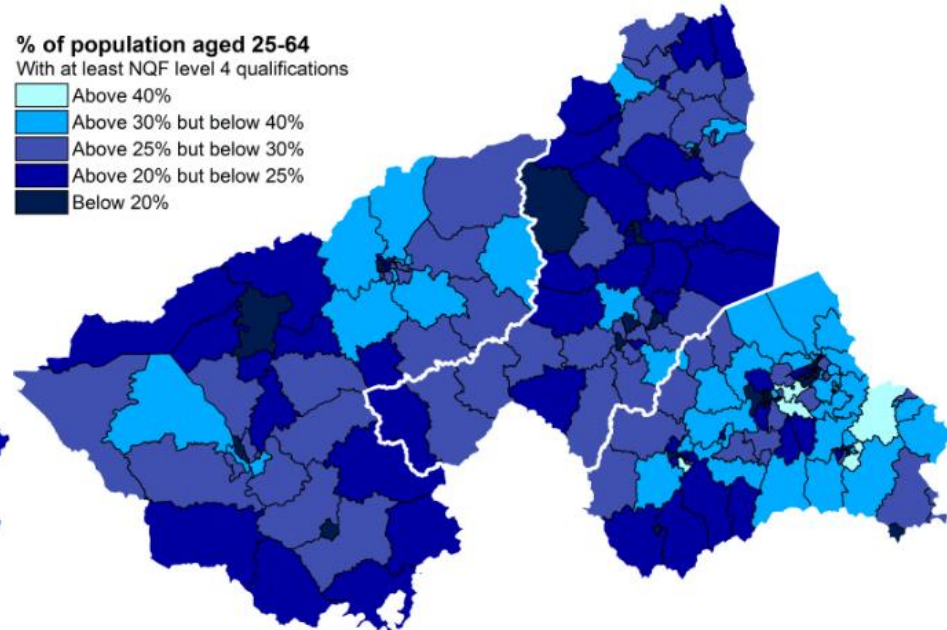 % of population aged 25-64
With at least NQF level 4 qualifications
Above 40%
Above 30% but below 40%
Above 25% but below 30%
Above 20% but below 25%
Below 20%